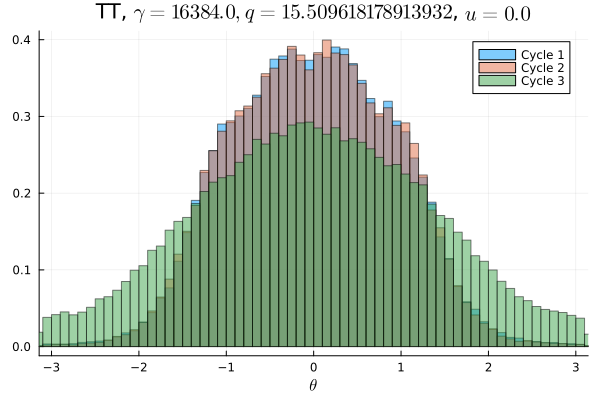 TT, γ = 16384.0, q = 15.509618178913932, u = 0.0
Cycle 1
Cycle 2
Cycle 3
0.4
0.3
0.2
0.1
0.0
−3 −2 −1 0 1 2 3
θ